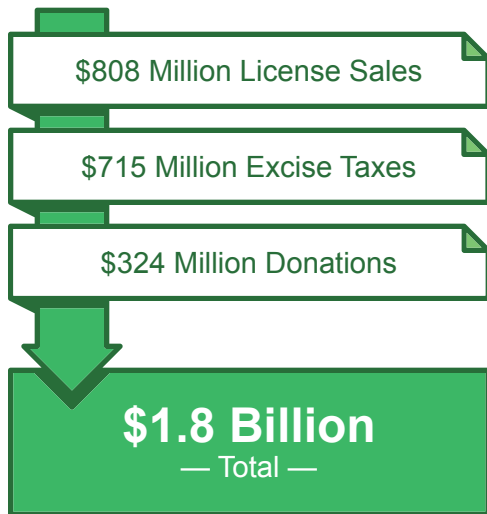 $808 Million License Sales
$715 Million Excise Taxes
$324 Million Donations
$1.8 Billion
— Total —